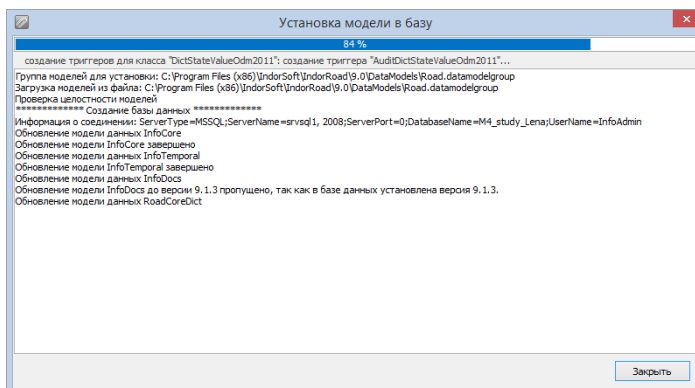 Установка модели в базу
84 %
создание триггеров для класса "DictStateValueOdm2011": создание триггера "AuditDictStateValueOdm2011"...
Группа моделей для установки: C:\Program Files (x86)\IndorSoft\IndorRoad\9.0\DataModels\Road.datamodelgroup
Загрузка моделей из файла: C:\Program Files (x86)\IndorSoft\IndorRoad\9.0\DataModels\Road.datamodelgroup
Проверка целостности моделей
************* Создание базы данных *************
Информация о соединении: ServerType=MSSQL;ServerName=srvsql1, 2008;ServerPort=0;DatabaseName=M4_study_Lena;UserName=InfoAdmin
Обновление модели данных InfoCore
Обновление модели InfoCore завершено
Обновление модели данных InfoTemporal
Обновление модели InfoTemporal завершено
Обновление модели данных InfoDocs
Обновление модели InfoDocs до версии 9.1.3 пропущено, так как в базе данных установлена версия 9.1.3.
Обновление модели данных RoadCoreDict
Закрыть